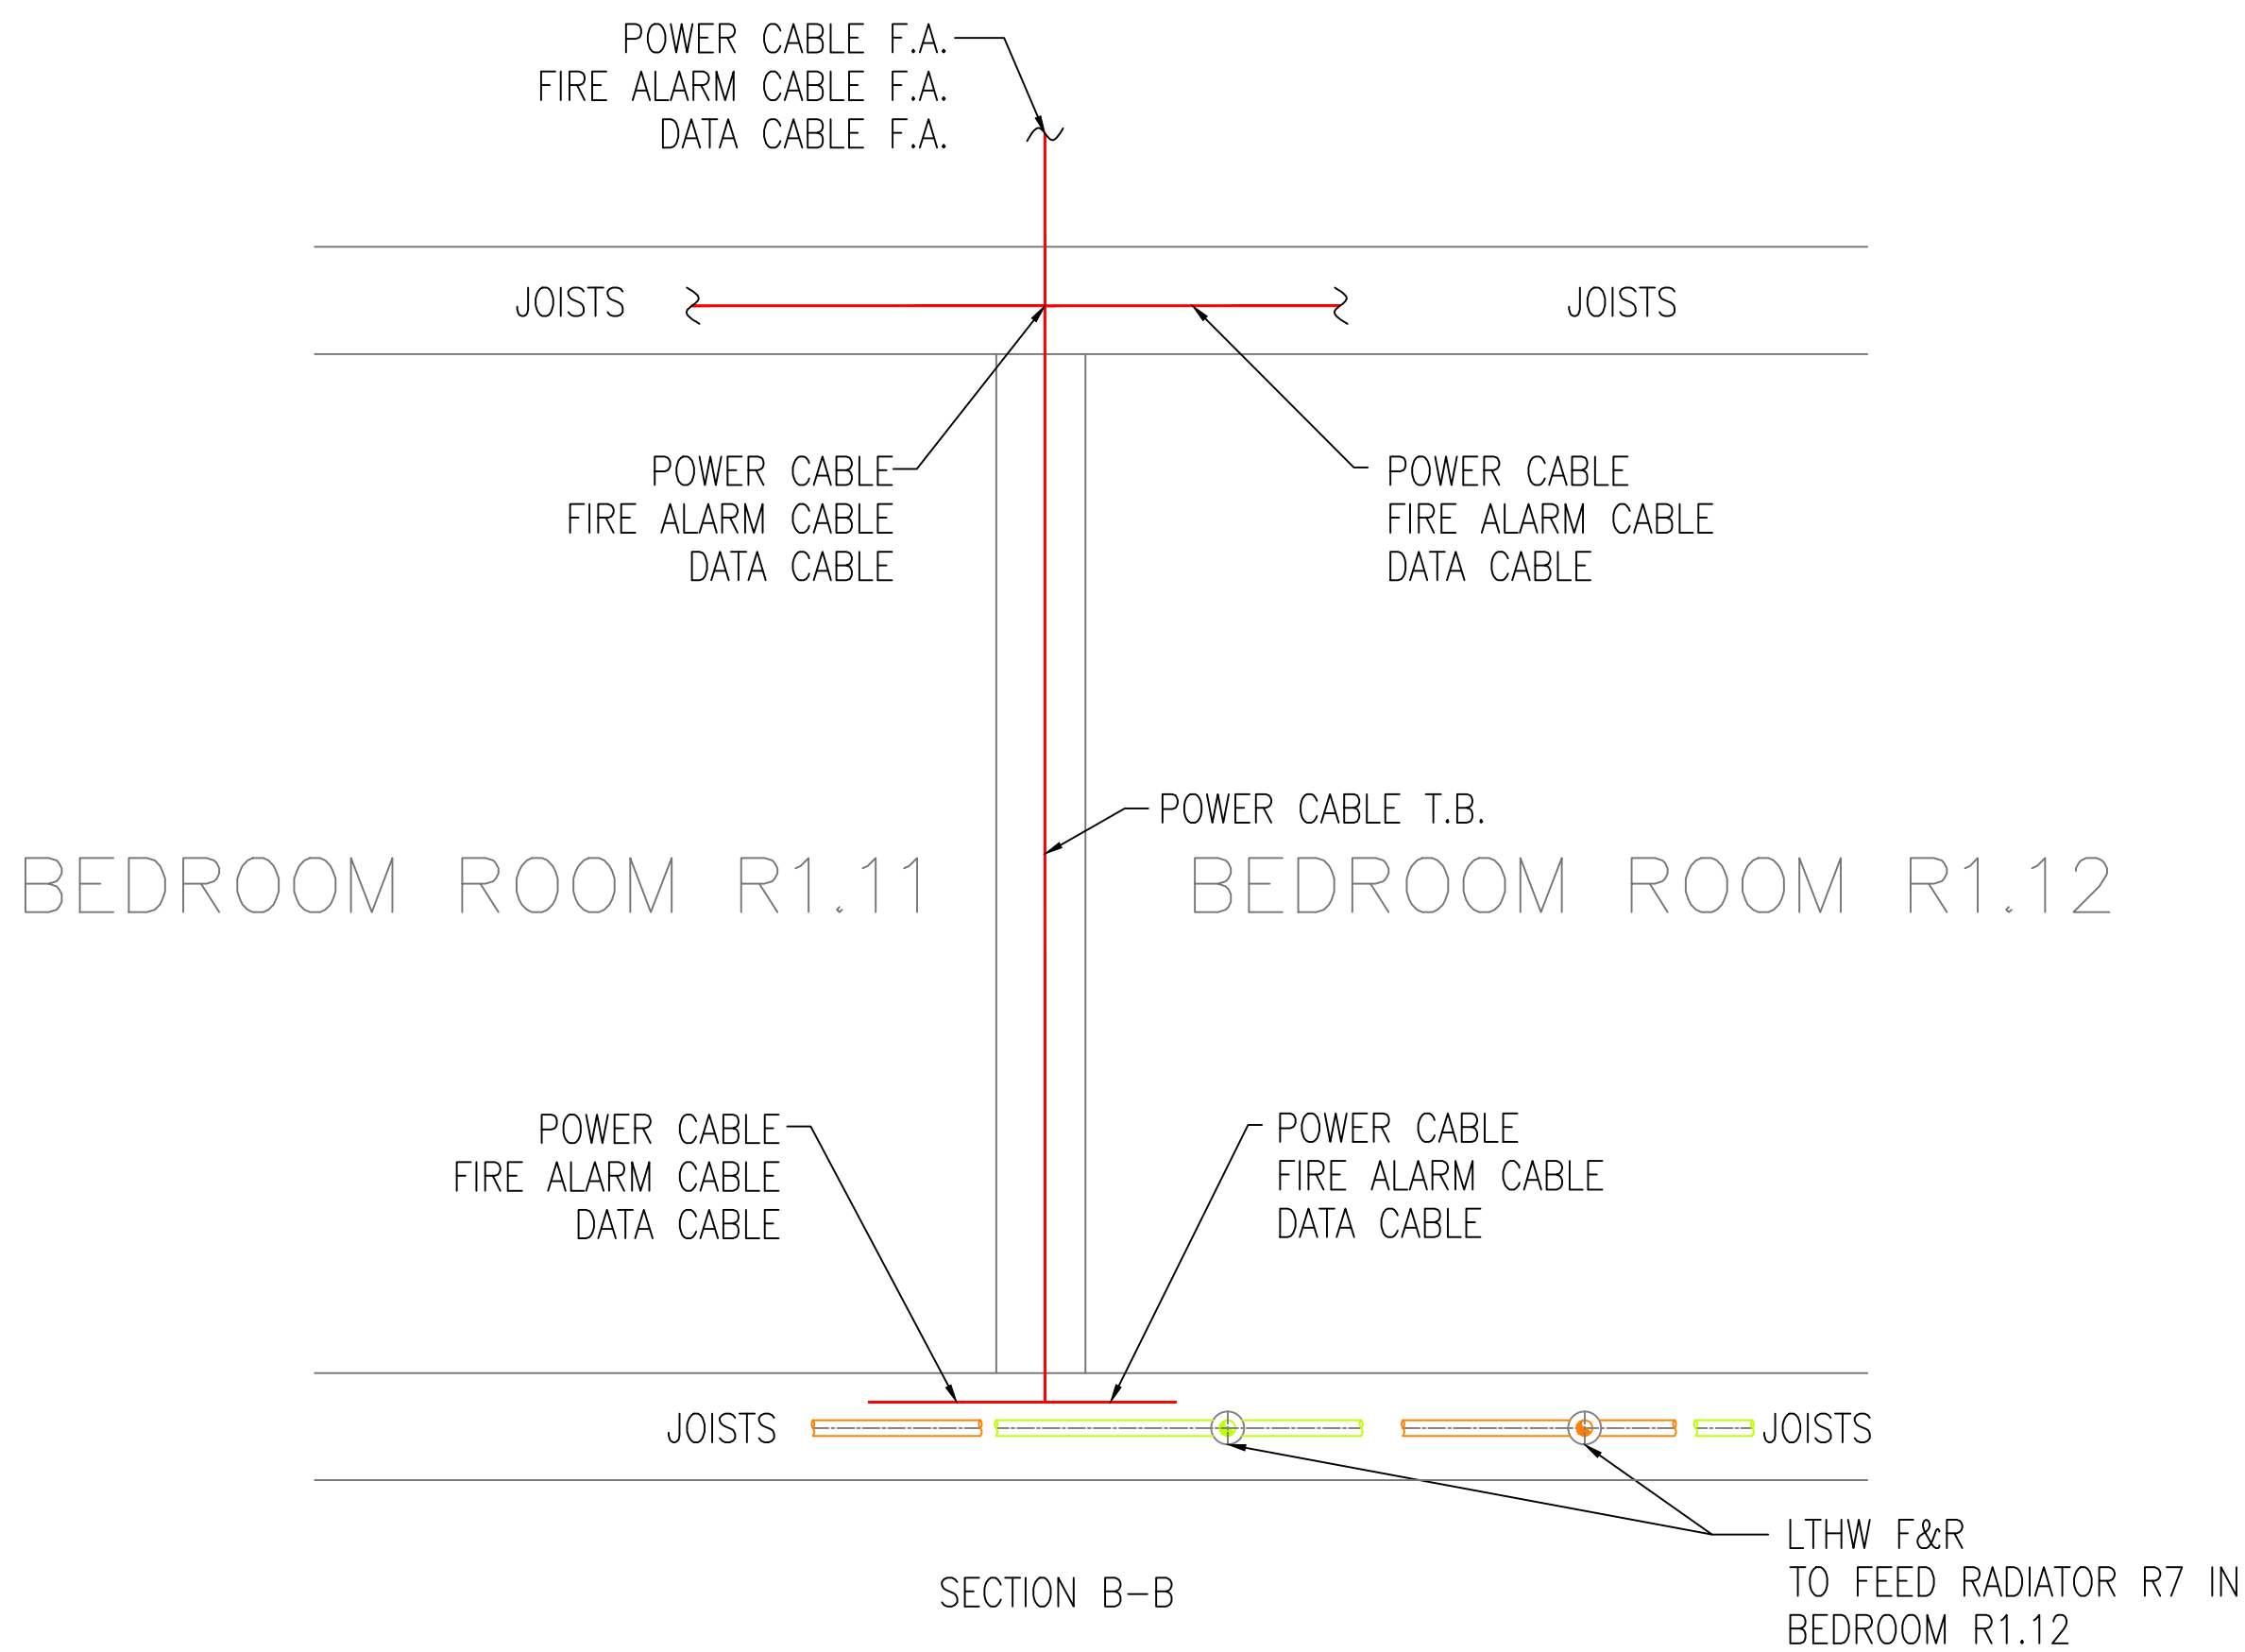 POWER CABLE F.A.
FIRE ALARM CABLE F.A.
DATA CABLE F.A.
JOISTS
JOISTS
POWER CABLE
FIRE ALARM CABLE
DATA CABLE
POWER CABLE
FIRE ALARM CABLE
DATA CABLE
POWER CABLE T.B.
BEDROOM ROOM R1.11
BEDROOM ROOM R1.12
POWER CABLE
FIRE ALARM CABLE
DATA CABLE
POWER CABLE
FIRE ALARM CABLE
DATA CABLE
JOISTS
JOISTS
LTHW F&R
TO FEED RADIATOR R7 IN
BEDROOM R1.12
SECTION B-B